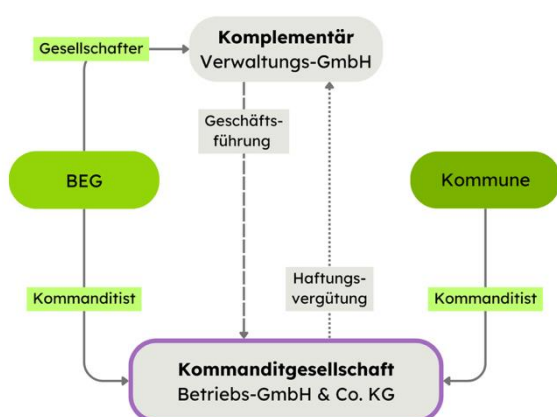 Gesellschafter
Komplementär
Verwaltungs-GmbH
Geschäfts-
führung
BEG
Kommune
Kommanditist
Haftungs-
vergütung
Kommanditist
Kommanditgesellschaft
Betriebs-GmbH & Co. KG